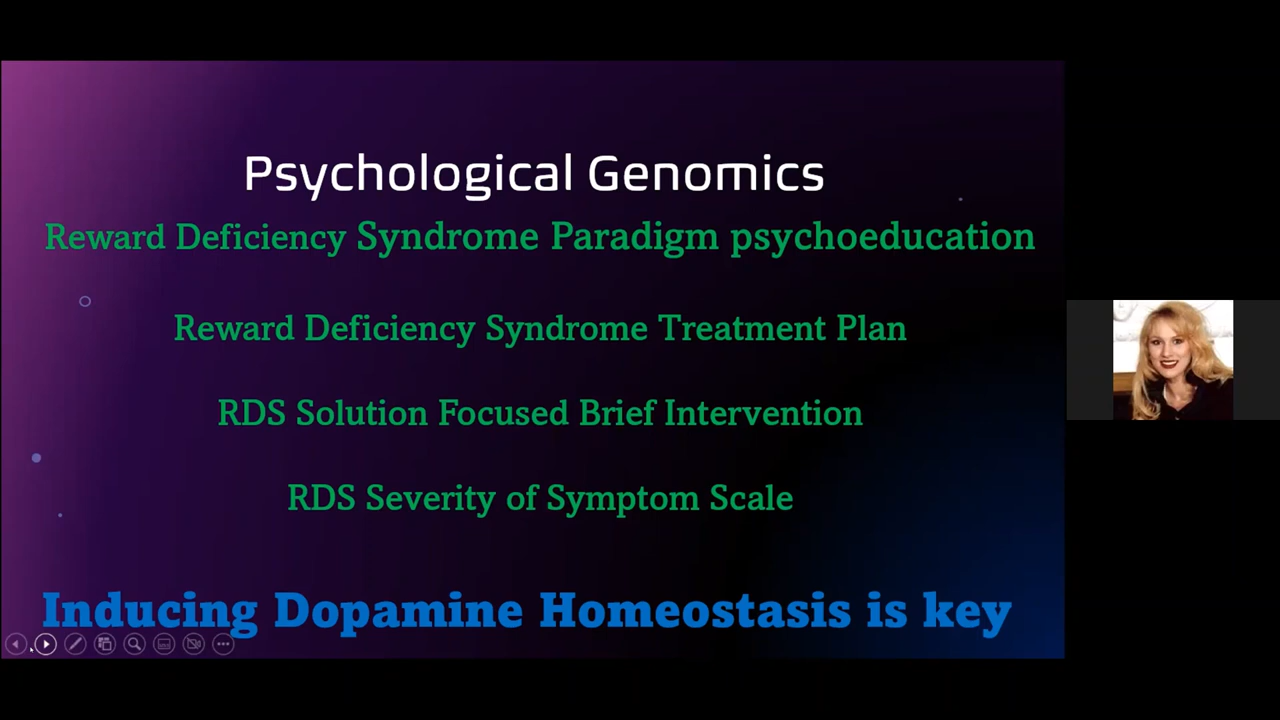 Psychological Genomics
Reward Deficiency Syndrome Paradigm psychoeducation
Reward Deficiency Syndrome Treatment Plan
RDS Solution Focused Brief Intervention
RDS Severity of Symptom Scale
Inducing Dopamine Homeostasis is key